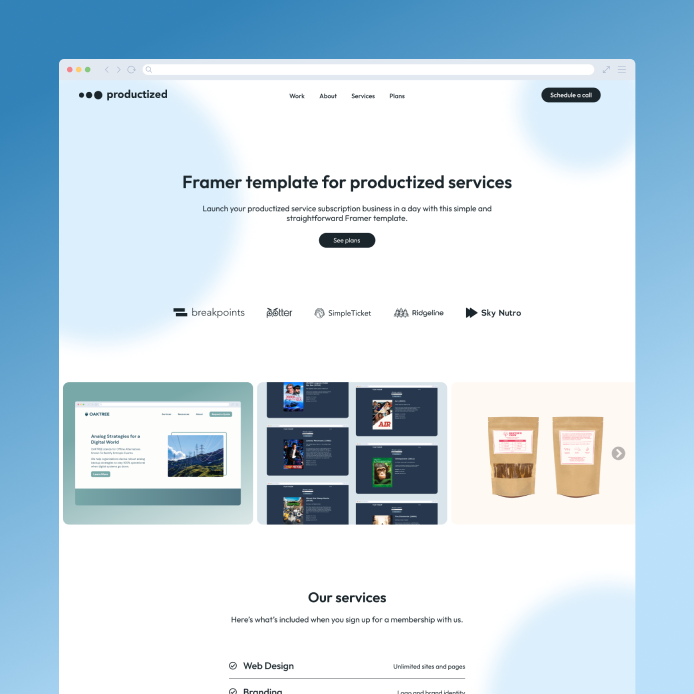 productized
Work
About
Services
Plans
Schedule a call
Framer template for productized services
Launch your productized service subscription business in a day with this simple and
straightforward Framer template.
See plans
breakpoints
potter
SimpleTicket
Ridgeline
Sky Nutro
OAKTREE
Analog Strategies for a
Digital World
AIR
Our services
Here's what's included when you sign up for a membership with us.
Web Design
Unlimited sites and pages
Branding
Logo and brand identity